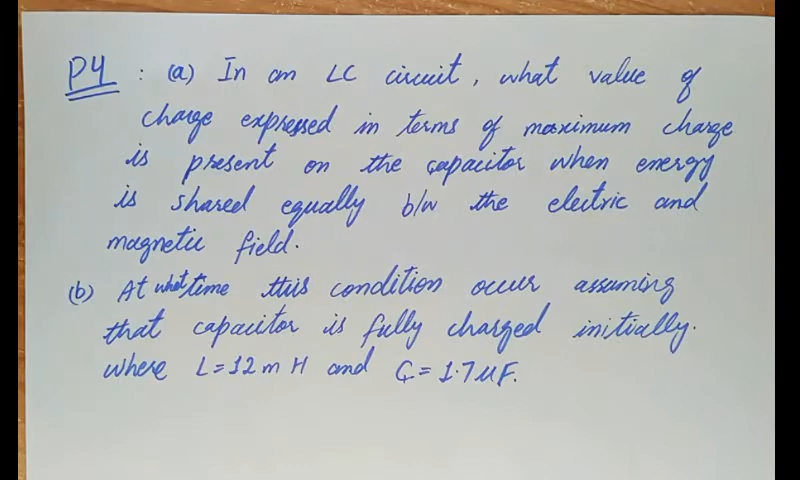 P4 : (a) In an LC circuit, what value of
charge expressed in terms of maximum charge
is present on the capacitor when energy
is shared equally b/w the electric and
magnetic field.
(b) At what time this condition occur assuming
that capacitor is fully charged initially.
where L = 12 m H and C = 1.7 μF.